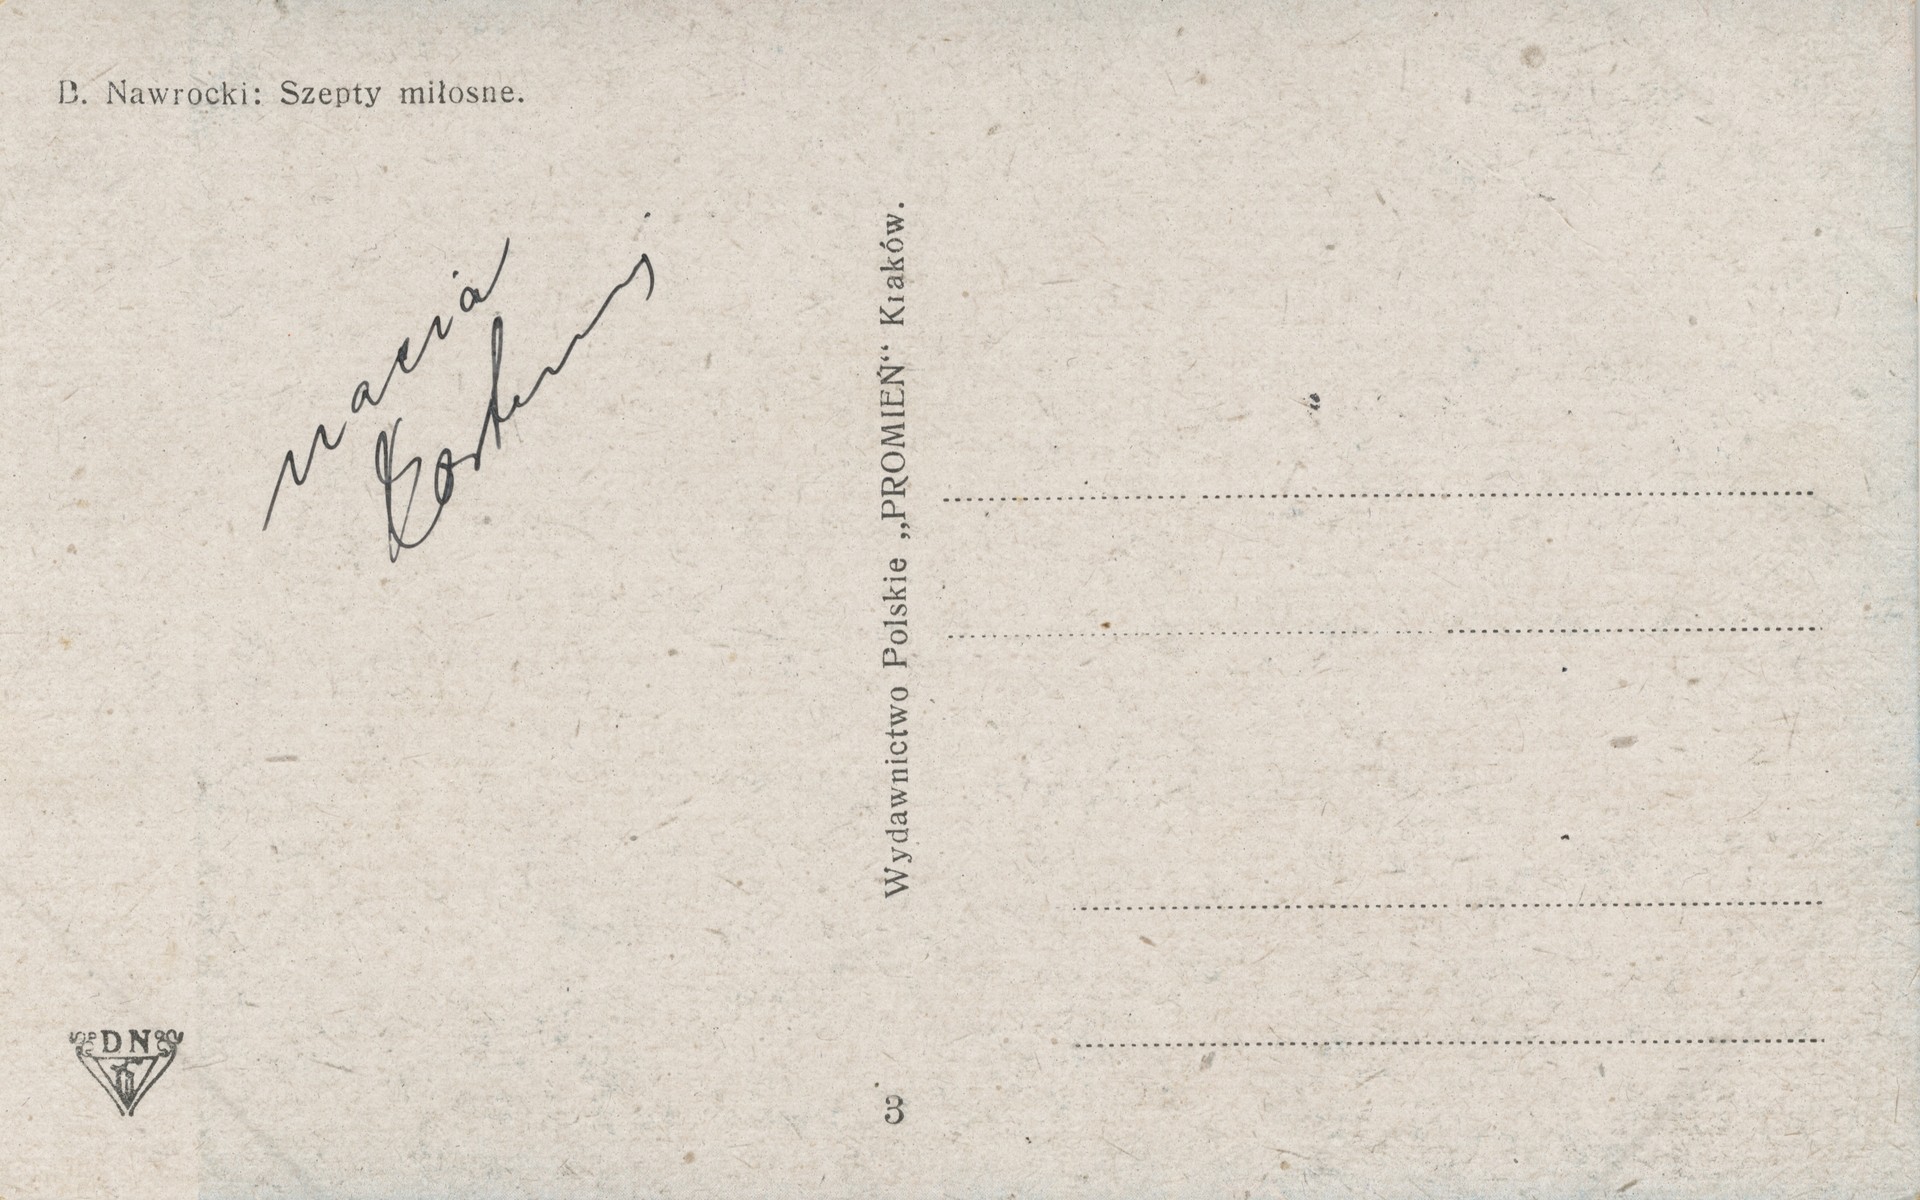 B. Nawrocki: Szepty miłosne.
Maria
Wydawnictwo Polskie „PROMIEŃ“ Kraków.
DN
3